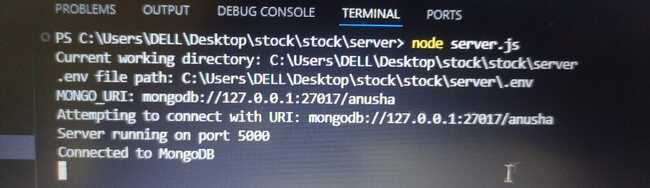 PROBLEMS OUTPUT DEBUG CONSOLE TERMINAL PORTS
PS C:\Users\DELL\Desktop\stock\stock\server> node server.js
Current working directory: C:\Users\DELL\Desktop\stock\stock\server
.env file path: C:\Users\DELL\Desktop\stock\stock\server\.env
MONGO_URI: mongodb://127.0.0.1:27017/anusha
Attempting to connect with URI: mongodb://127.0.0.1:27017/anusha
Server running on port 5000
Connected to MongoDB